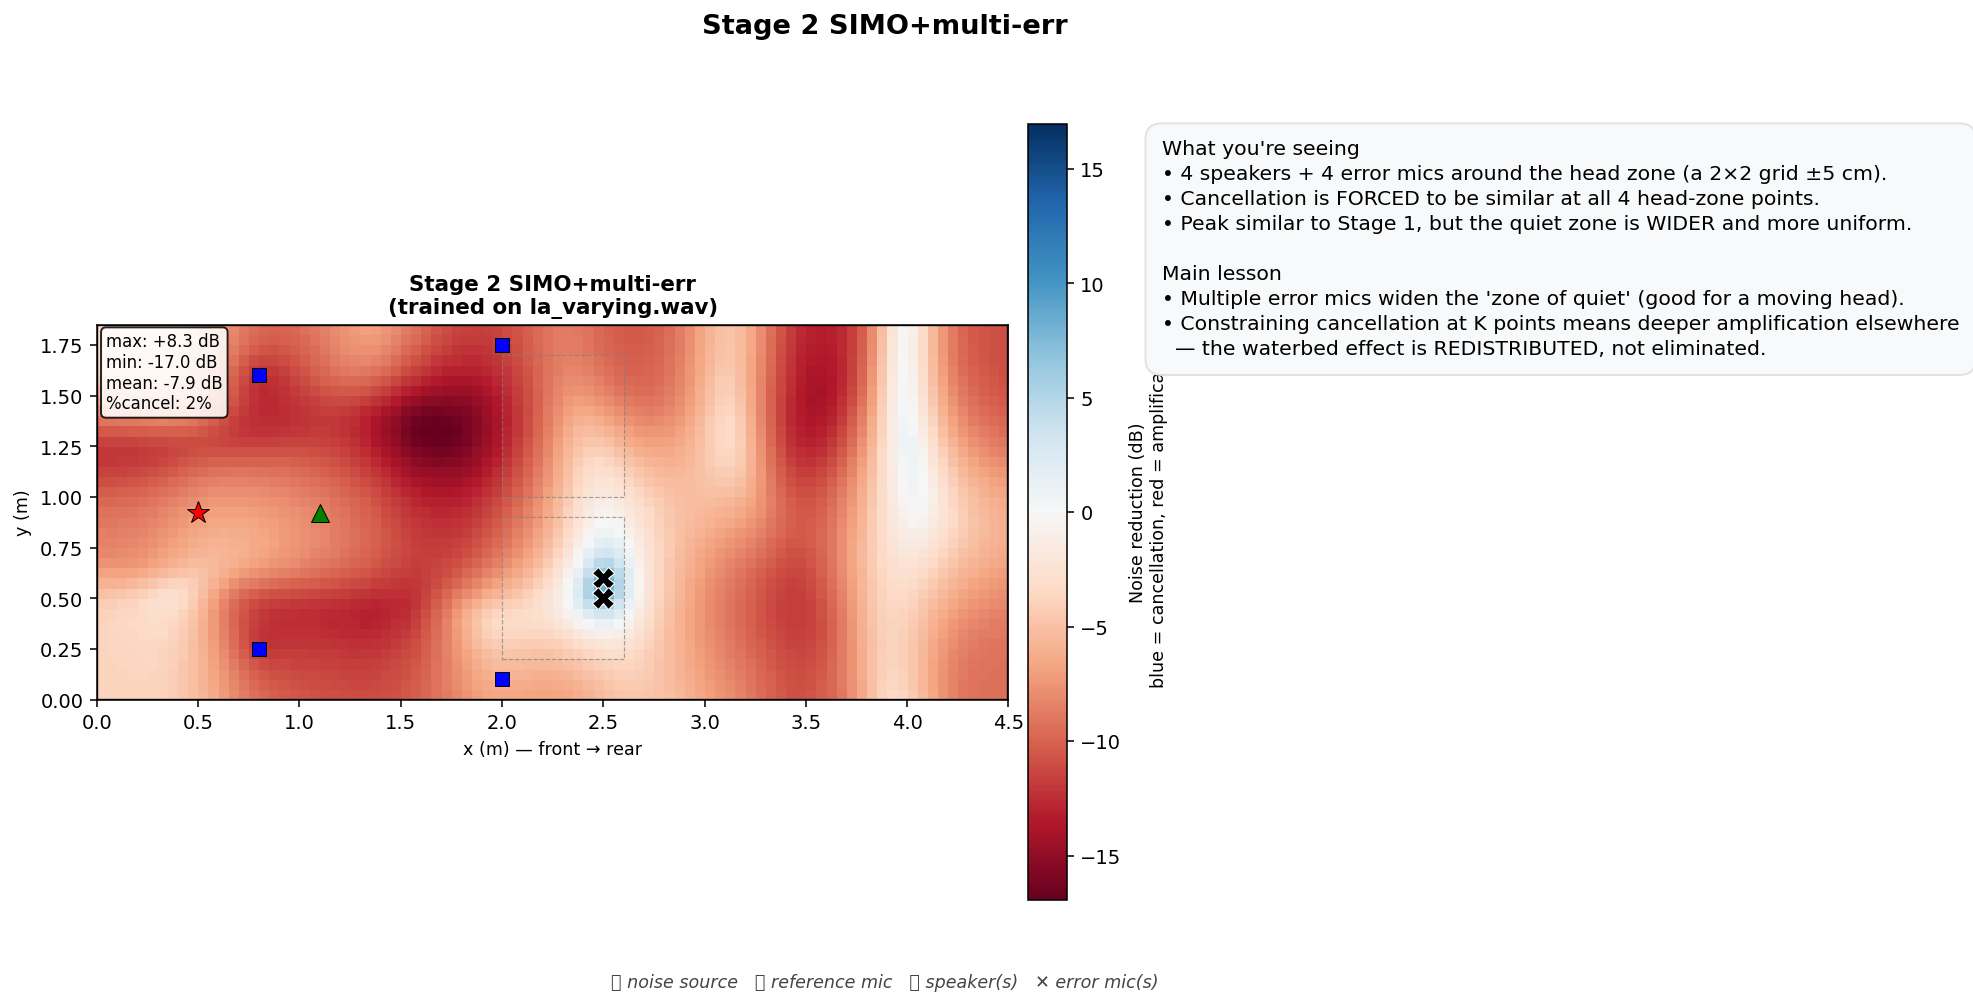 Stage 2 SIMO+multi-err
Stage 2 SIMO+multi-err
(trained on la_varying.wav)
max: +8.3 dB
min: -17.0 dB
mean: -7.9 dB
%cancel: 2%
1.75
1.50
1.25
1.00
0.75
0.50
0.25
0.00
y (m)
0.0 0.5 1.0 1.5 2.0 2.5 3.0 3.5 4.0 4.5
x (m) — front → rear
15
10
5
0
−5
−10
−15
Noise reduction (dB)
blue = cancellation, red = amplifica
What you're seeing
• 4 speakers + 4 error mics around the head zone (a 2×2 grid ±5 cm).
• Cancellation is FORCED to be similar at all 4 head-zone points.
• Peak similar to Stage 1, but the quiet zone is WIDER and more uniform.
Main lesson
• Multiple error mics widen the 'zone of quiet' (good for a moving head).
• Constraining cancellation at K points means deeper amplification elsewhere
— the waterbed effect is REDISTRIBUTED, not eliminated.
▯ noise source ▯ reference mic ▯ speaker(s) ✕ error mic(s)